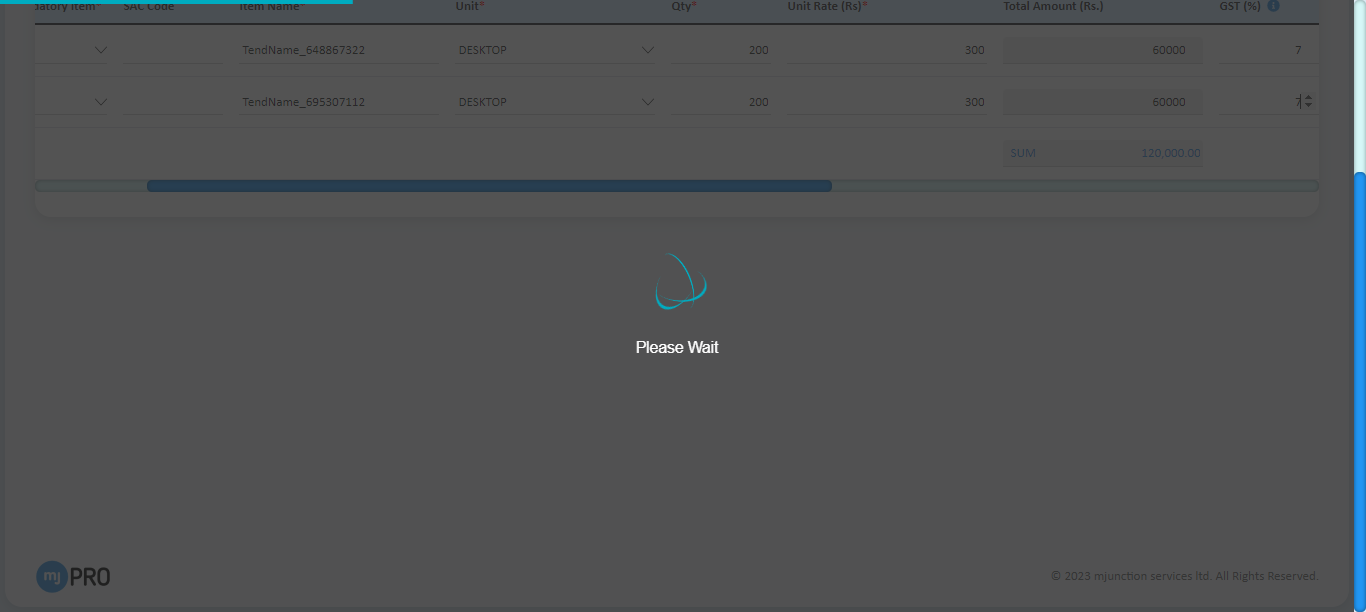 datory Item* SAC Code Item Name* Unit* Qty* Unit Rate (Rs)* Total Amount (Rs.) GST (%)
TendName_648867322 DESKTOP 200 300 60000 7
TendName_695307112 DESKTOP 200 300 60000 7
SUM 120,000.00
Please Wait
mj PRO
© 2023 mjunction services ltd. All Rights Reserved.